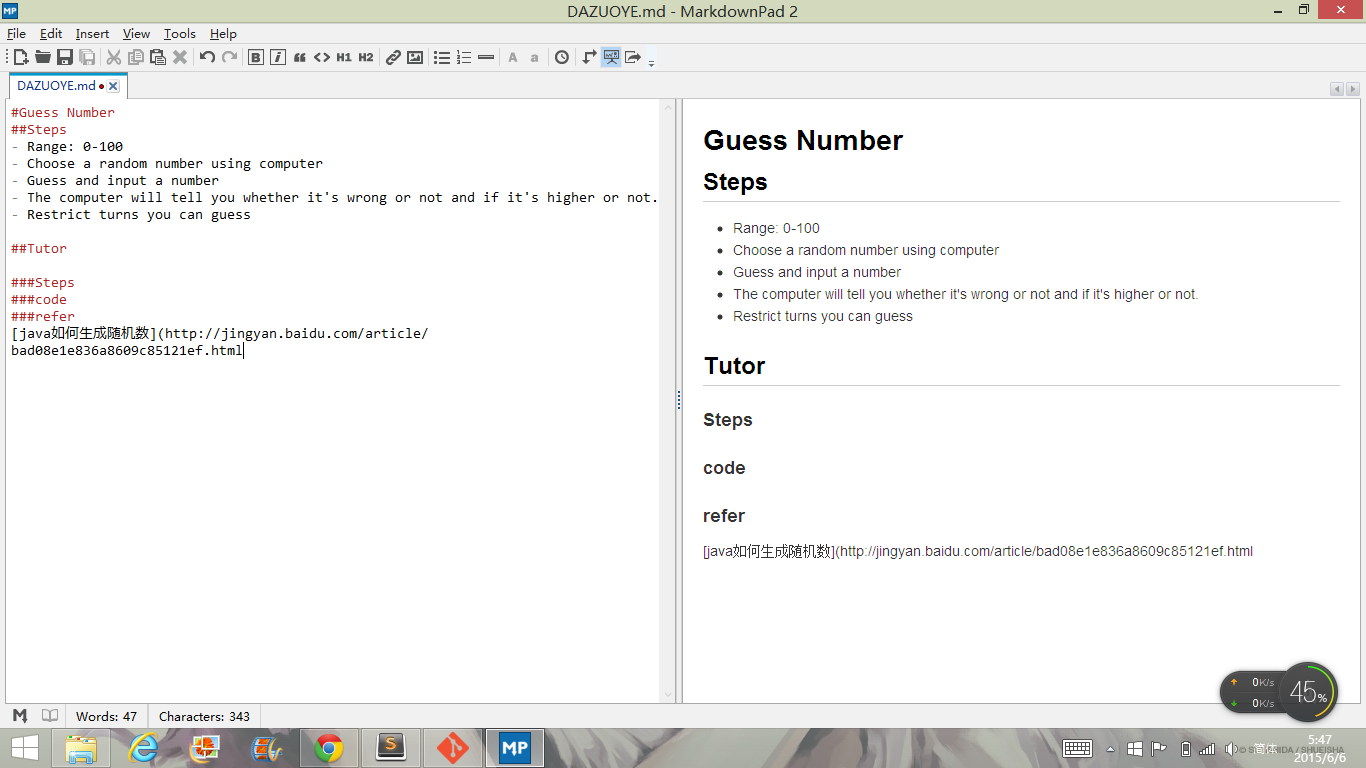 MP DAZUOYE.md - MarkdownPad 2
File Edit Insert View Tools Help
B i H1 H2 A a
DAZUOYE.md
#Guess Number
##Steps
- Range: 0-100
- Choose a random number using computer
- Guess and input a number
- The computer will tell you whether it's wrong or not and if it's higher or not.
- Restrict turns you can guess
##Tutor
###Steps
###code
###refer
[java如何生成随机数](http://jingyan.baidu.com/article/
bad08e1e836a8609c85121ef.html
Guess Number
Steps
Range: 0-100
Choose a random number using computer
Guess and input a number
The computer will tell you whether it's wrong or not and if it's higher or not.
Restrict turns you can guess
Tutor
Steps
code
refer
[java如何生成随机数](http://jingyan.baidu.com/article/bad08e1e836a8609c85121ef.html
0K/s
0K/s
45%
Words: 47 Characters: 343
S MP
简体
/ SHUEISHA
5:47
2015/6/6